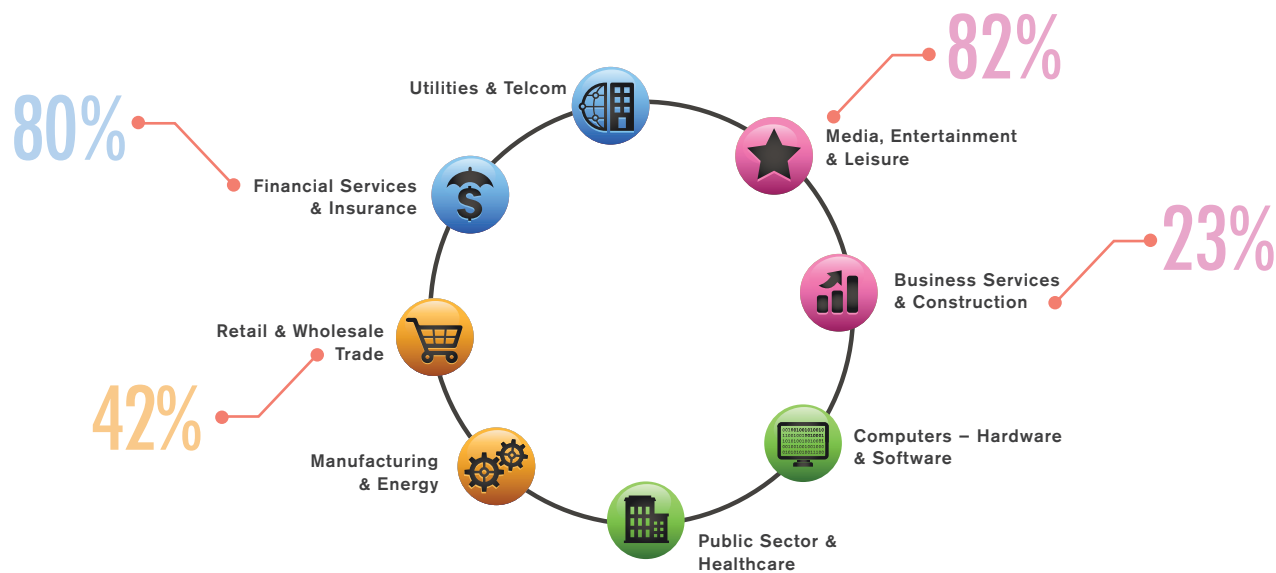 82%
Utilities & Telcom
80%
Media, Entertainment
& Leisure
Financial Services
& Insurance
23%
Business Services
& Construction
Retail & Wholesale
Trade
42%
Computers – Hardware
& Software
Manufacturing
& Energy
Public Sector &
Healthcare